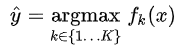 ŷ = argmax f_k(x)
k∈{1…K}